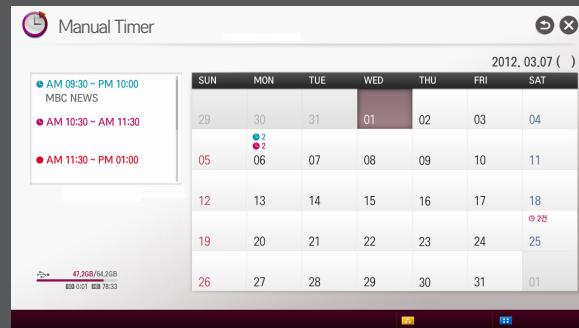 Manual Timer
2012. 03.07 ( )
AM 09:30 ~ PM 10:00
MBC NEWS
AM 10:30 ~ AM 11:30
AM 11:30 ~ PM 01:00
47.2GB/64.2GB
SD 0:01 HD 78:33
SUN MON TUE WED THU FRI SAT
29 30 31 01 02 03 04
2
2
05 06 07 08 09 10 11
12 13 14 15 16 17 18
2건
19 20 21 22 23 24 25
26 27 28 29 30 31 01